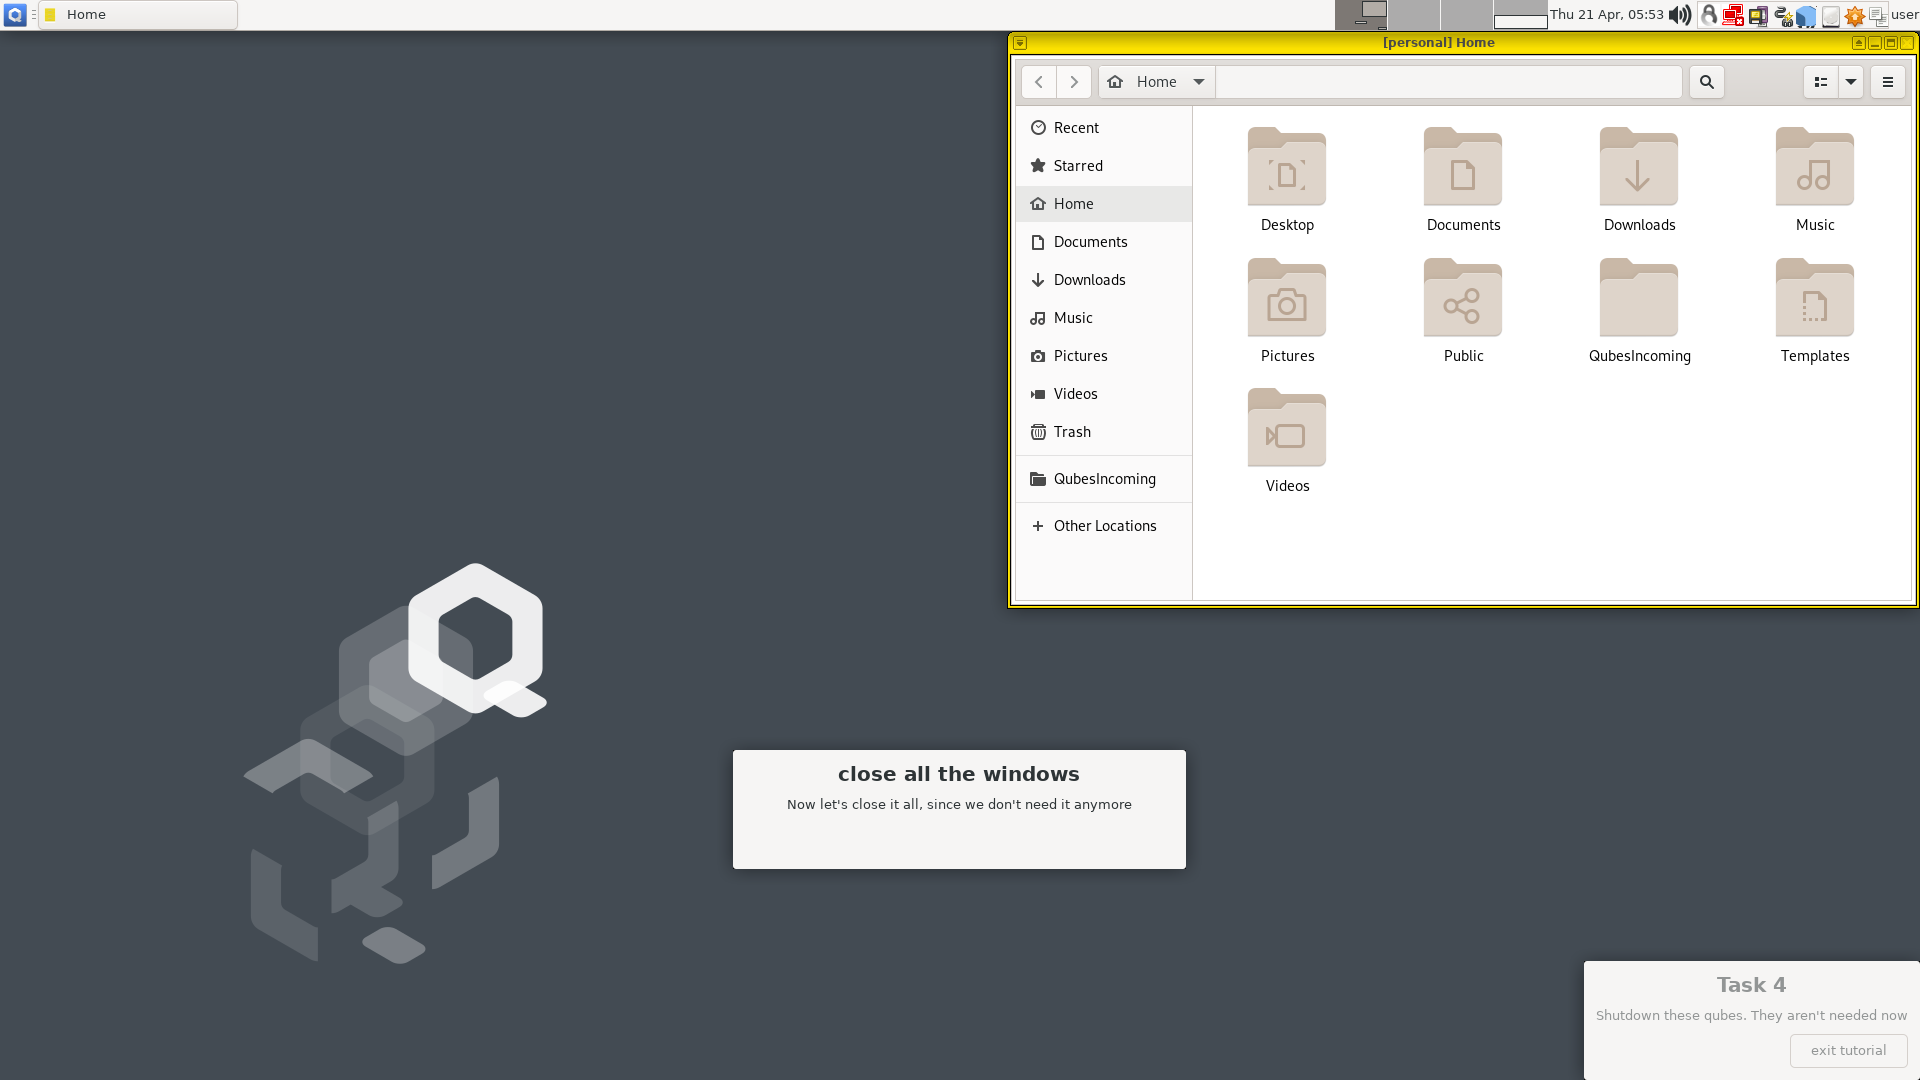 Home
Thu 21 Apr, 05:53
user
[personal] Home
Home
Recent
Starred
Home
Documents
Downloads
Music
Pictures
Videos
Trash
QubesIncoming
Other Locations
Desktop
Documents
Downloads
Music
Pictures
Public
QubesIncoming
Templates
Videos
close all the windows
Now let's close it all, since we don't need it anymore
Task 4
Shutdown these qubes. They aren't needed now
exit tutorial